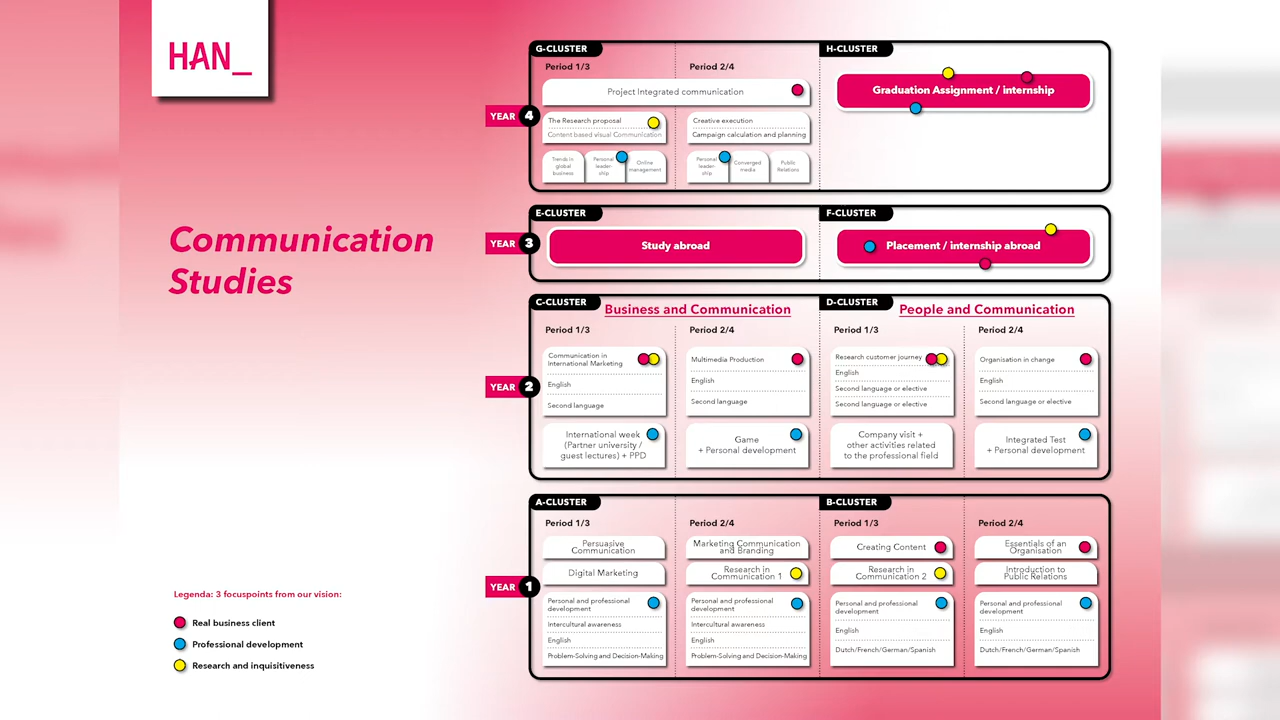 HAN_
Communication
Studies
Legenda: 3 focuspoints from our vision:
Real business client
Professional development
Research and inquisitiveness
YEAR 4
G-CLUSTER
Period 1/3
Period 2/4
Project Integrated communication
The Research proposal
Content based visual Communication
Creative execution
Campaign calculation and planning
Trends in
global
business
Personal
leader-
ship
Online
management
Personal
leader-
ship
Converged
media
Public
Relations
H-CLUSTER
Graduation Assignment / internship
YEAR 3
E-CLUSTER
Study abroad
F-CLUSTER
Placement / internship abroad
YEAR 2
C-CLUSTER
Business and Communication
Period 1/3
Communication in
International Marketing
English
Second language
International week
(Partner university /
guest lectures) + PPD
Period 2/4
Multimedia Production
English
Second language
Game
+ Personal development
D-CLUSTER
People and Communication
Period 1/3
Research customer journey
English
Second language or elective
Second language or elective
Company visit +
other activities related
to the professional field
Period 2/4
Organisation in change
English
Second language or elective
Integrated Test
+ Personal development
YEAR 1
A-CLUSTER
Period 1/3
Persuasive
Communication
Digital Marketing
Personal and professional
development
Intercultural awareness
English
Problem-Solving and Decision-Making
Period 2/4
Marketing Communication
and Branding
Research in
Communication 1
Personal and professional
development
Intercultural awareness
English
Problem-Solving and Decision-Making
B-CLUSTER
Period 1/3
Creating Content
Research in
Communication 2
Personal and professional
development
English
Dutch/French/German/Spanish
Period 2/4
Essentials of an
Organisation
Introduction to
Public Relations
Personal and professional
development
English
Dutch/French/German/Spanish